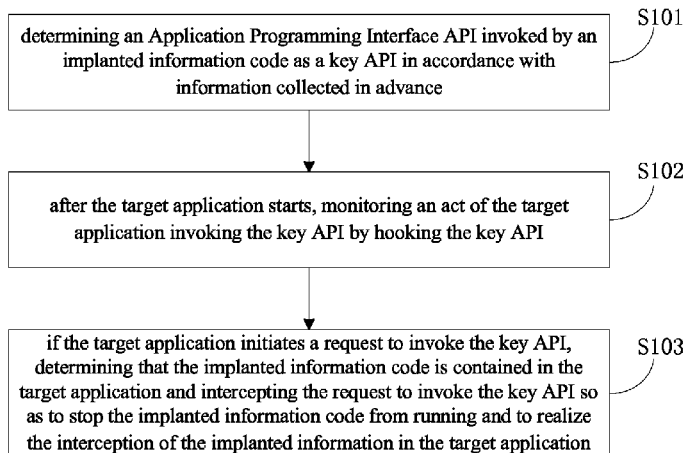 S101
determining an Application Programming Interface API invoked by an
implanted information code as a key API in accordance with
information collected in advance
S102
after the target application starts, monitoring an act of the target
application invoking the key API by hooking the key API
S103
if the target application initiates a request to invoke the key API,
determining that the implanted information code is contained in the
target application and intercepting the request to invoke the key API so
as to stop the implanted information code from running and to realize
the interception of the implanted information in the target application